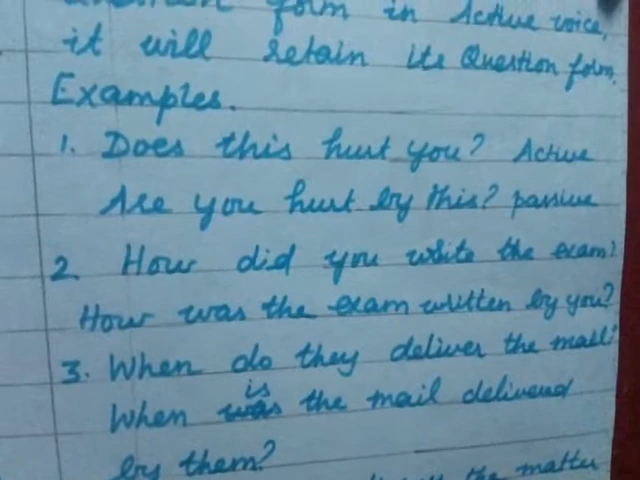 question form in Active voice,
it will retain its Question form.
Examples.
1. Does this hurt you? Active
Are you hurt by this? passive
2. How did you write the exam?
How was the exam written by you?
3. When do they deliver the mail?
is
When was the mail delivered
by them?
the matter